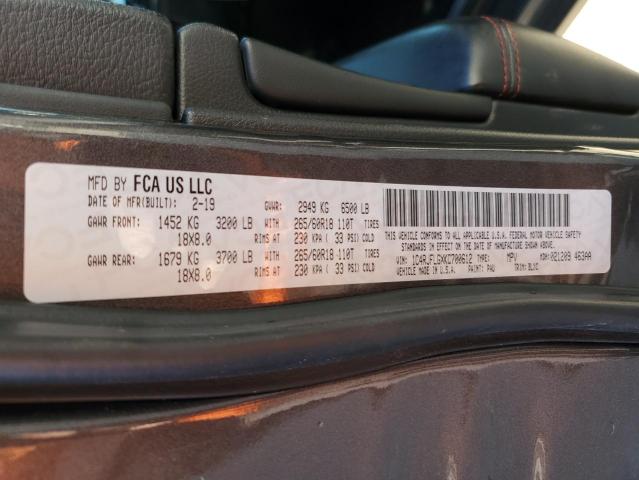 MFD BY FCA US LLC
DATE OF MFR(BUILT): 2-19 GVWR: 2949 KG 6500 LB
GAWR FRONT: 1452 KG 3200 LB WITH 265/60R18 110T TIRES
18X8.0 RIMS AT 230 KPA ( 33 PSI) COLD
GAWR REAR: 1679 KG 3700 LB WITH 265/60R18 110T TIRES
18X8.0 RIMS AT 230 KPA ( 33 PSI) COLD
THIS VEHICLE CONFORMS TO ALL APPLICABLE U.S.A. FEDERAL MOTOR VEHICLE SAFETY
STANDARDS IN EFFECT ON THE DATE OF MANUFACTURE SHOWN ABOVE.
VIN: 1C4RJFLGXKC700612 TYPE: MPV MDH: 021209 463AA
MADE IN U.S.A. PAINT: PAU TRIM: